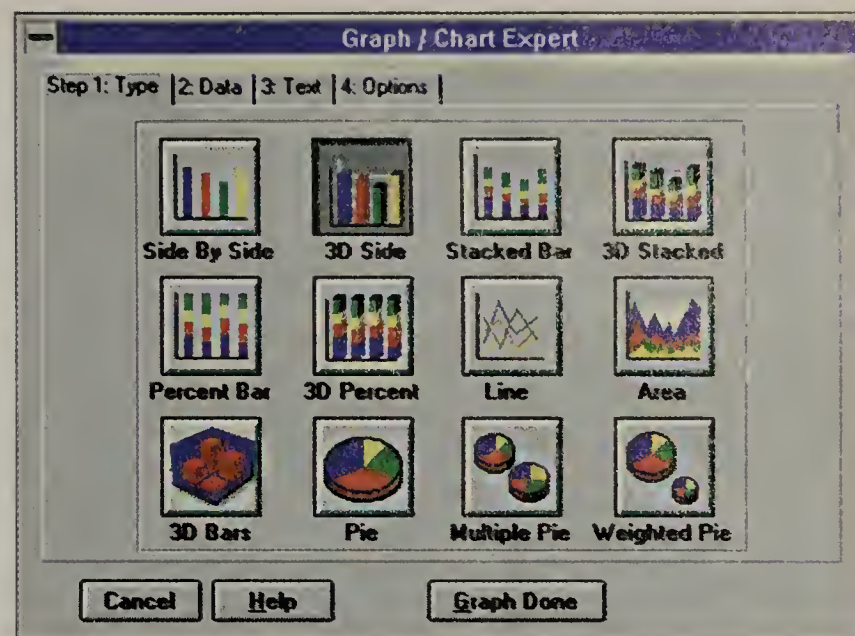 Graph / Chart Expert
Step 1: Type 2: Data 3: Text 4: Options
Side By Side 3D Side Stacked Bar 3D Stacked
Percent Bar 3D Percent Line Area
3D Bars Pie Multiple Pie Weighted Pie
Cancel Help Graph Done